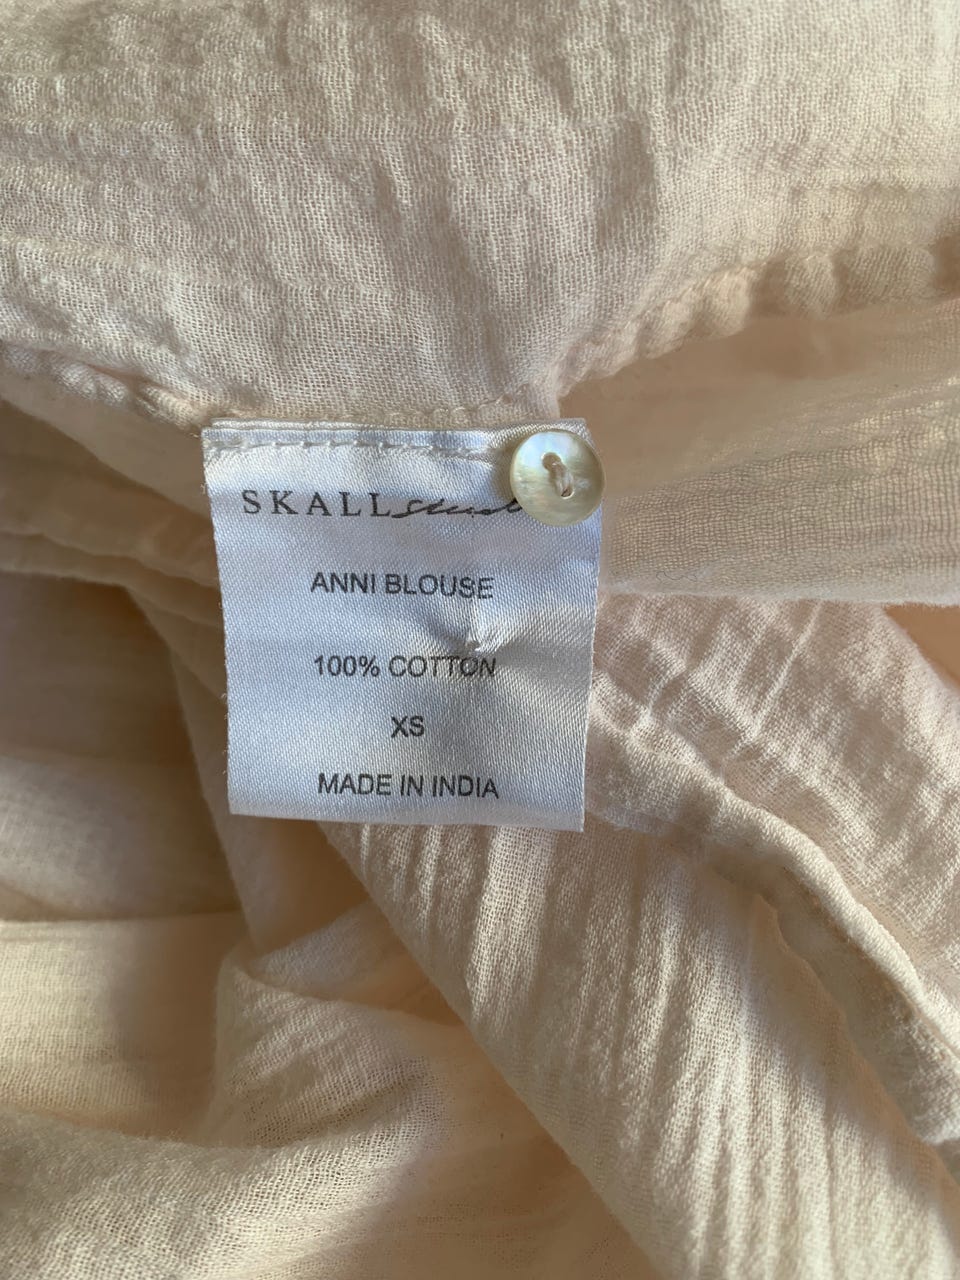 SKALL
ANNI BLOUSE
100% COTTON
XS
MADE IN INDIA